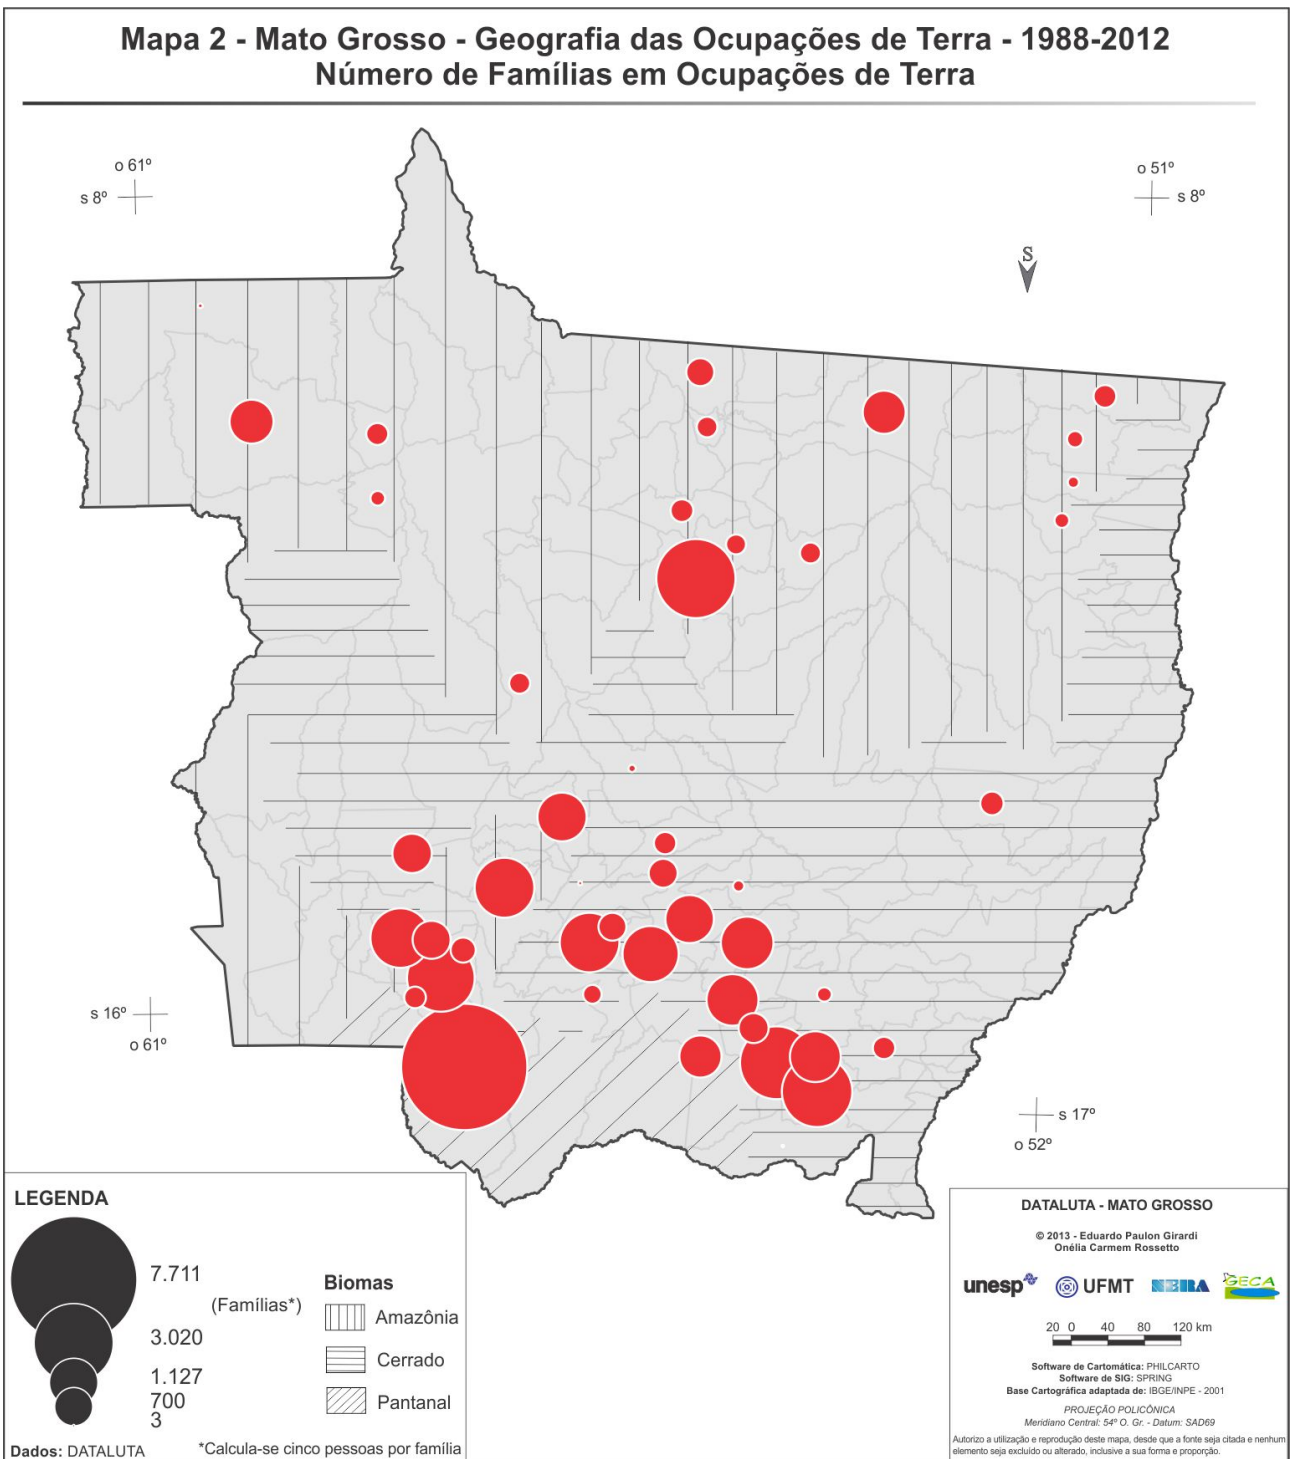 Mapa 2 - Mato Grosso - Geografia das Ocupações de Terra - 1988-2012
Número de Famílias em Ocupações de Terra
o 61º
s 8º
o 51º
s 8º
S
s 16º
o 61º
s 17º
o 52º
LEGENDA
7.711
(Famílias*)
3.020
1.127
700
3
Biomas
Amazônia
Cerrado
Pantanal
Dados: DATALUTA
*Calcula-se cinco pessoas por família
DATALUTA - MATO GROSSO
© 2013 - Eduardo Paulon Girardi
Onélia Carmem Rossetto
unesp
UFMT
NERA
GECA
20 0 40 80 120 km
Software de Cartomática: PHILCARTO
Software de SIG: SPRING
Base Cartográfica adaptada de: IBGE/INPE - 2001
PROJEÇÃO POLICÔNICA
Meridiano Central: 54º O. Gr. - Datum: SAD69
Autorizo a utilização e reprodução deste mapa, desde que a fonte seja citada e nenhum
elemento seja excluído ou alterado, inclusive a sua forma e proporção.